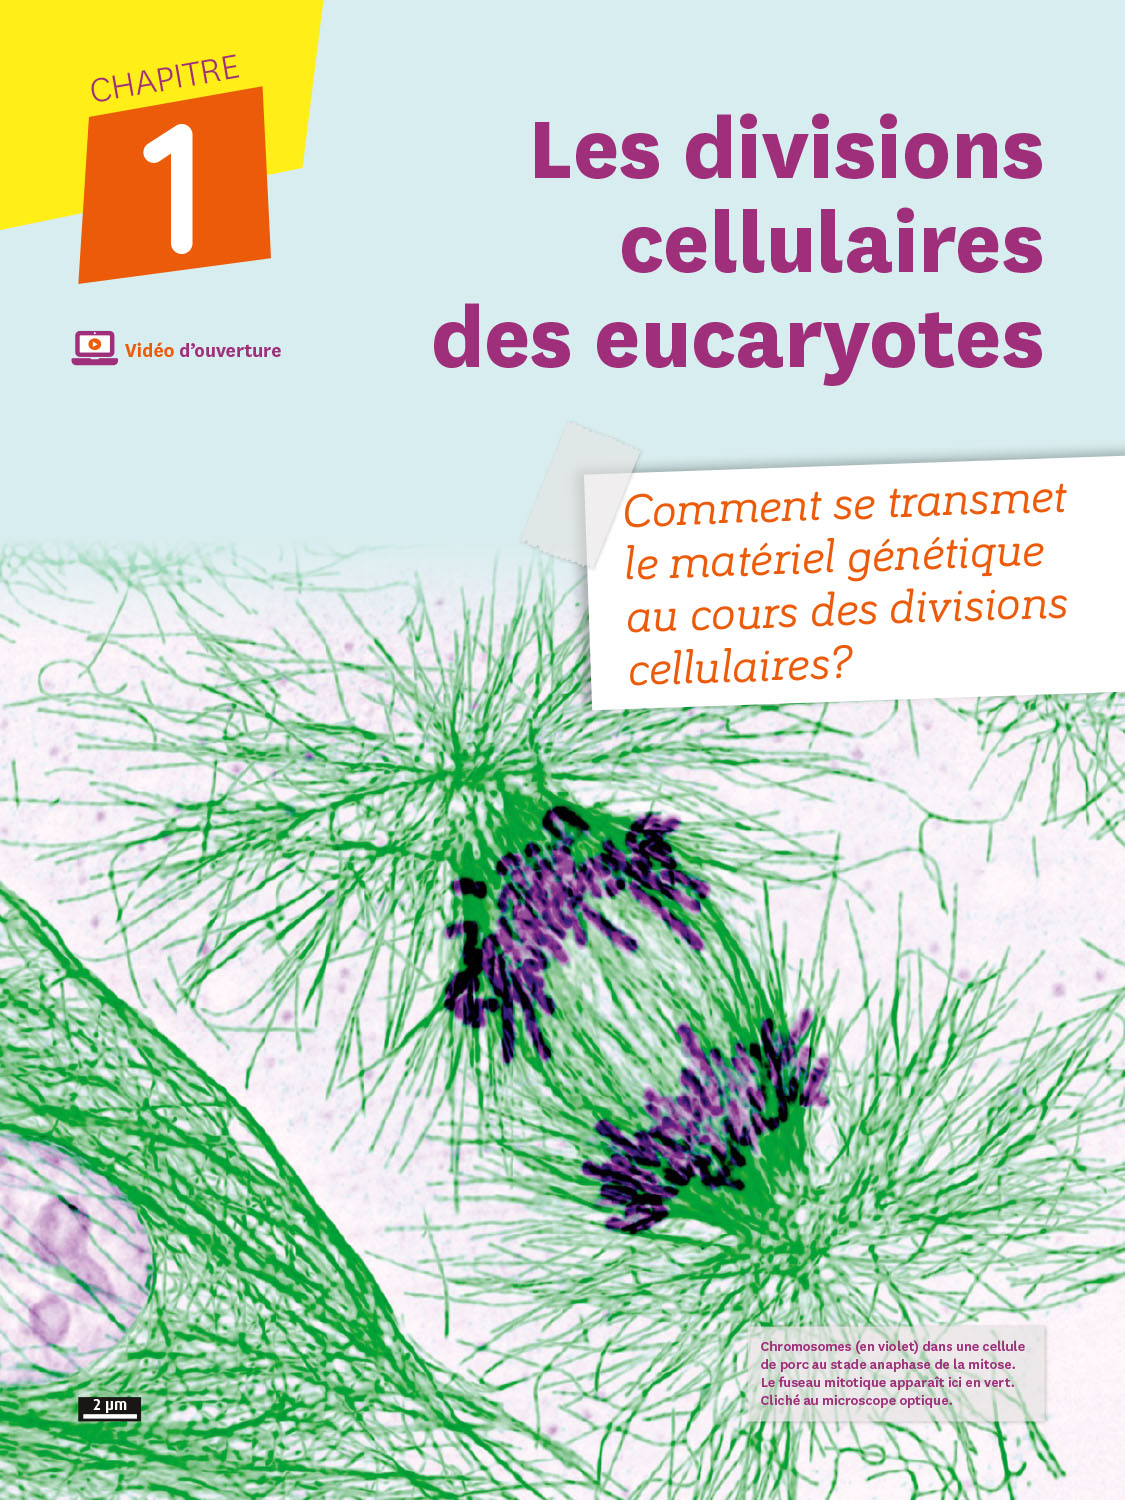 CHAPITRE
1
Les divisions
cellulaires
des eucaryotes
Vidéo d'ouverture
Comment se transmet
le matériel génétique
au cours des divisions
cellulaires?
Chromosomes (en violet) dans une cellule
de porc au stade anaphase de la mitose.
Le fuseau mitotique apparaît ici en vert.
Cliché au microscope optique.
2 µm